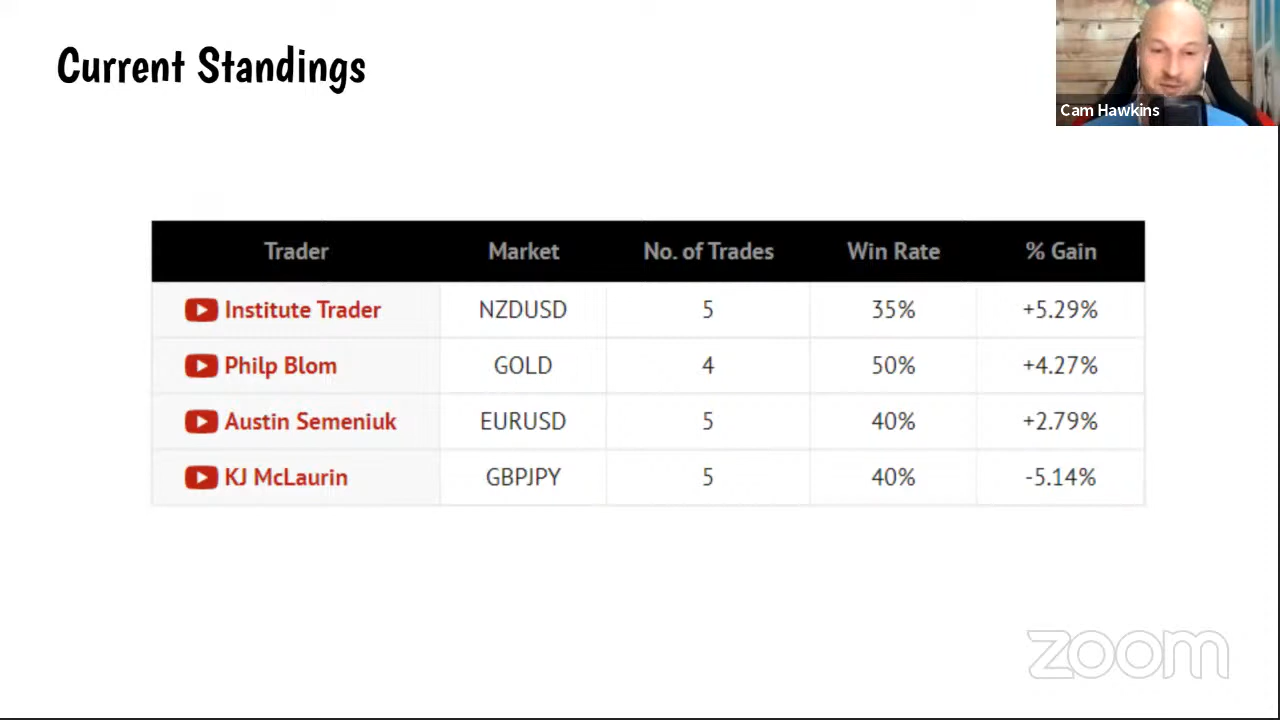 Current Standings
Cam Hawkins
Trader Market No. of Trades Win Rate % Gain
Institute Trader NZDUSD 5 35% +5.29%
Philp Blom GOLD 4 50% +4.27%
Austin Semeniuk EURUSD 5 40% +2.79%
KJ McLaurin GBPJPY 5 40% -5.14%
zoom